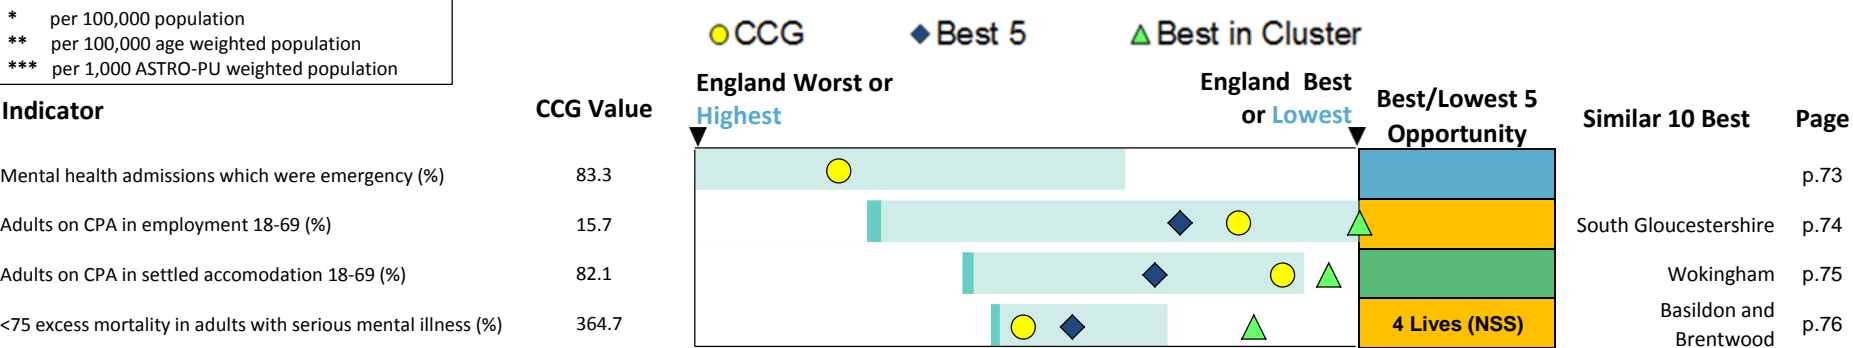 * per 100,000 population
** per 100,000 age weighted population
*** per 1,000 ASTRO-PU weighted population
CCG Best 5 Best in Cluster
Indicator
CCG Value
England Worst or
Highest
England Best
or Lowest
Best/Lowest 5
Opportunity
Similar 10 Best
Page
Mental health admissions which were emergency (%) 83.3 p.73
Adults on CPA in employment 18-69 (%) 15.7 South Gloucestershire p.74
Adults on CPA in settled accomodation 18-69 (%) 82.1 Wokingham p.75
<75 excess mortality in adults with serious mental illness (%) 364.7 4 Lives (NSS) Basildon and
Brentwood p.76